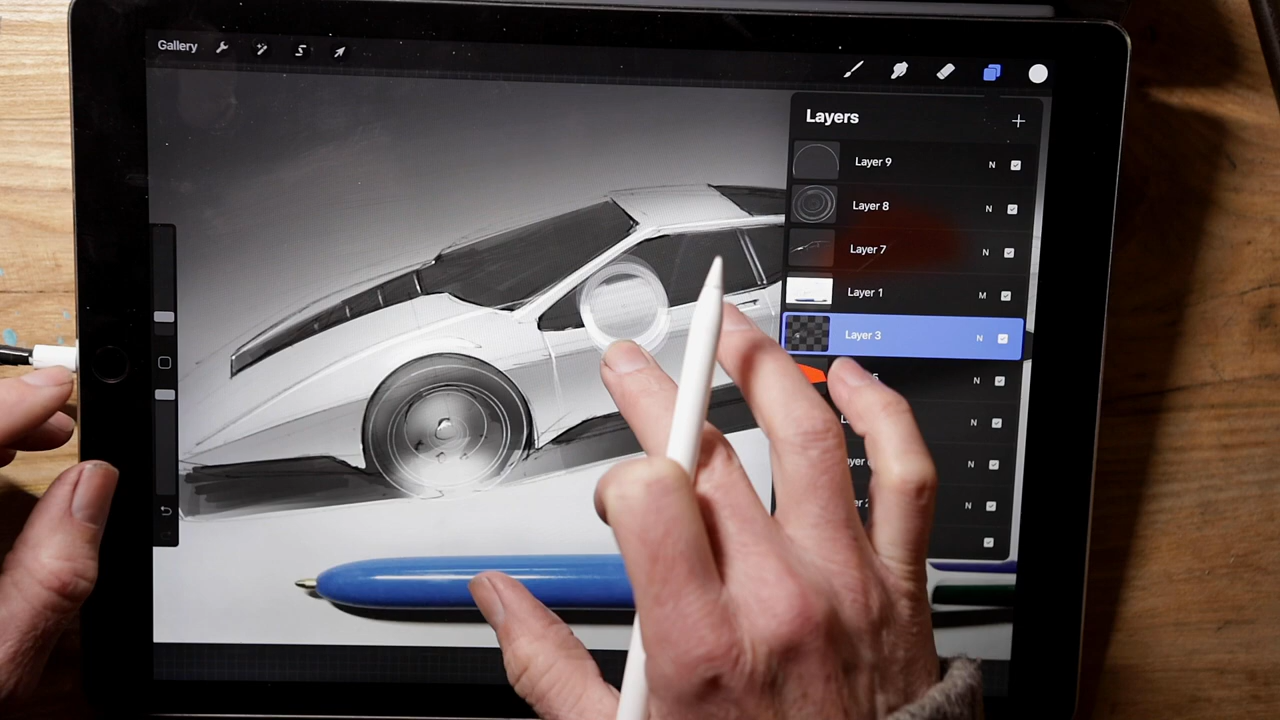 Gallery
Layers
Layer 9 N
Layer 8 N
Layer 7 N
Layer 1 M
Layer 3 N
N
N
N
N